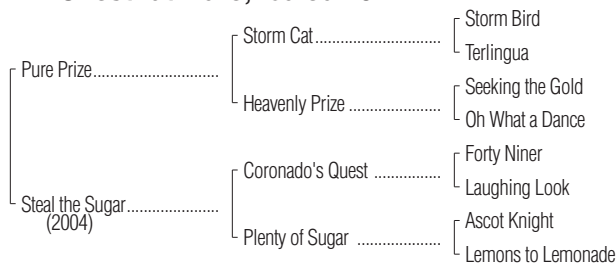 Storm Bird
Storm Cat....................
Terlingua
Pure Prize..............................
Seeking the Gold
Heavenly Prize ......................
Oh What a Dance
Forty Niner
Coronado's Quest ................
Laughing Look
Steal the Sugar......................
(2004)
Ascot Knight
Plenty of Sugar ....................
Lemons to Lemonade